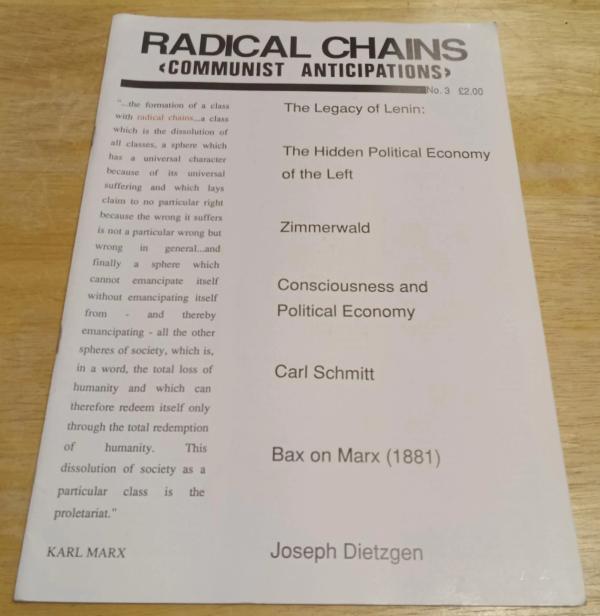 RADICAL CHAINS
<COMMUNIST ANTICIPATIONS>
No. 3 £2.00
"...the formation of a class
with radical chains...a class
which is the dissolution of
all classes, a sphere which
has a universal character
because of its universal
suffering and which lays
claim to no particular right
because the wrong it suffers
is not a particular wrong but
wrong in general...and
finally a sphere which
cannot emancipate itself
without emancipating itself
from - and thereby
emancipating - all the other
spheres of society, which is,
in a word, the total loss of
humanity and which can
therefore redeem itself only
through the total redemption
of humanity. This
dissolution of society as a
particular class is the
proletariat."
KARL MARX
The Legacy of Lenin:
The Hidden Political Economy
of the Left
Zimmerwald
Consciousness and
Political Economy
Carl Schmitt
Bax on Marx (1881)
Joseph Dietzgen